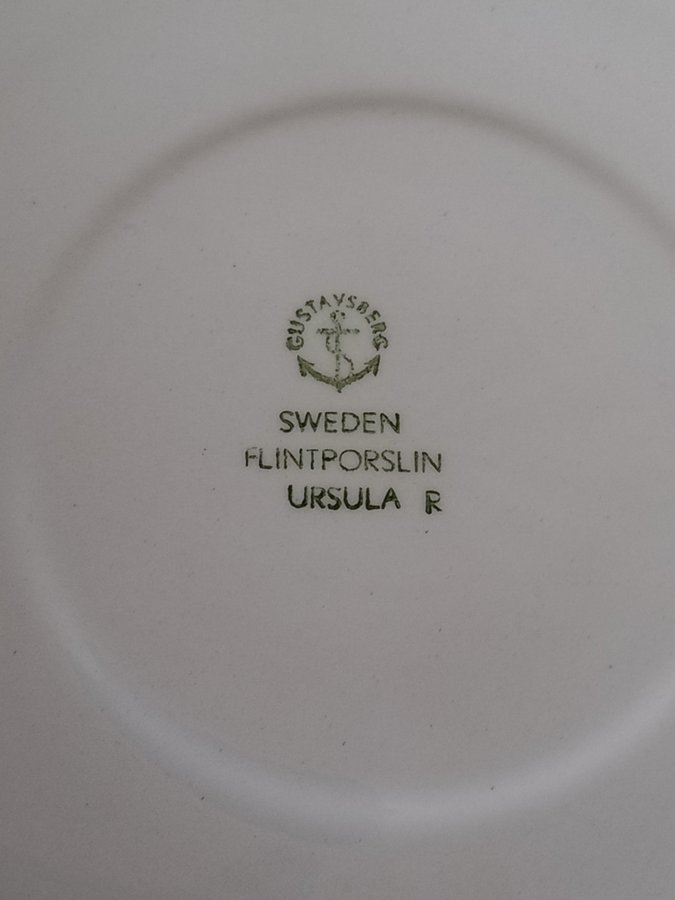 GUSTAVSBERG
SWEDEN
FLINTPORSLIN
URSULA R